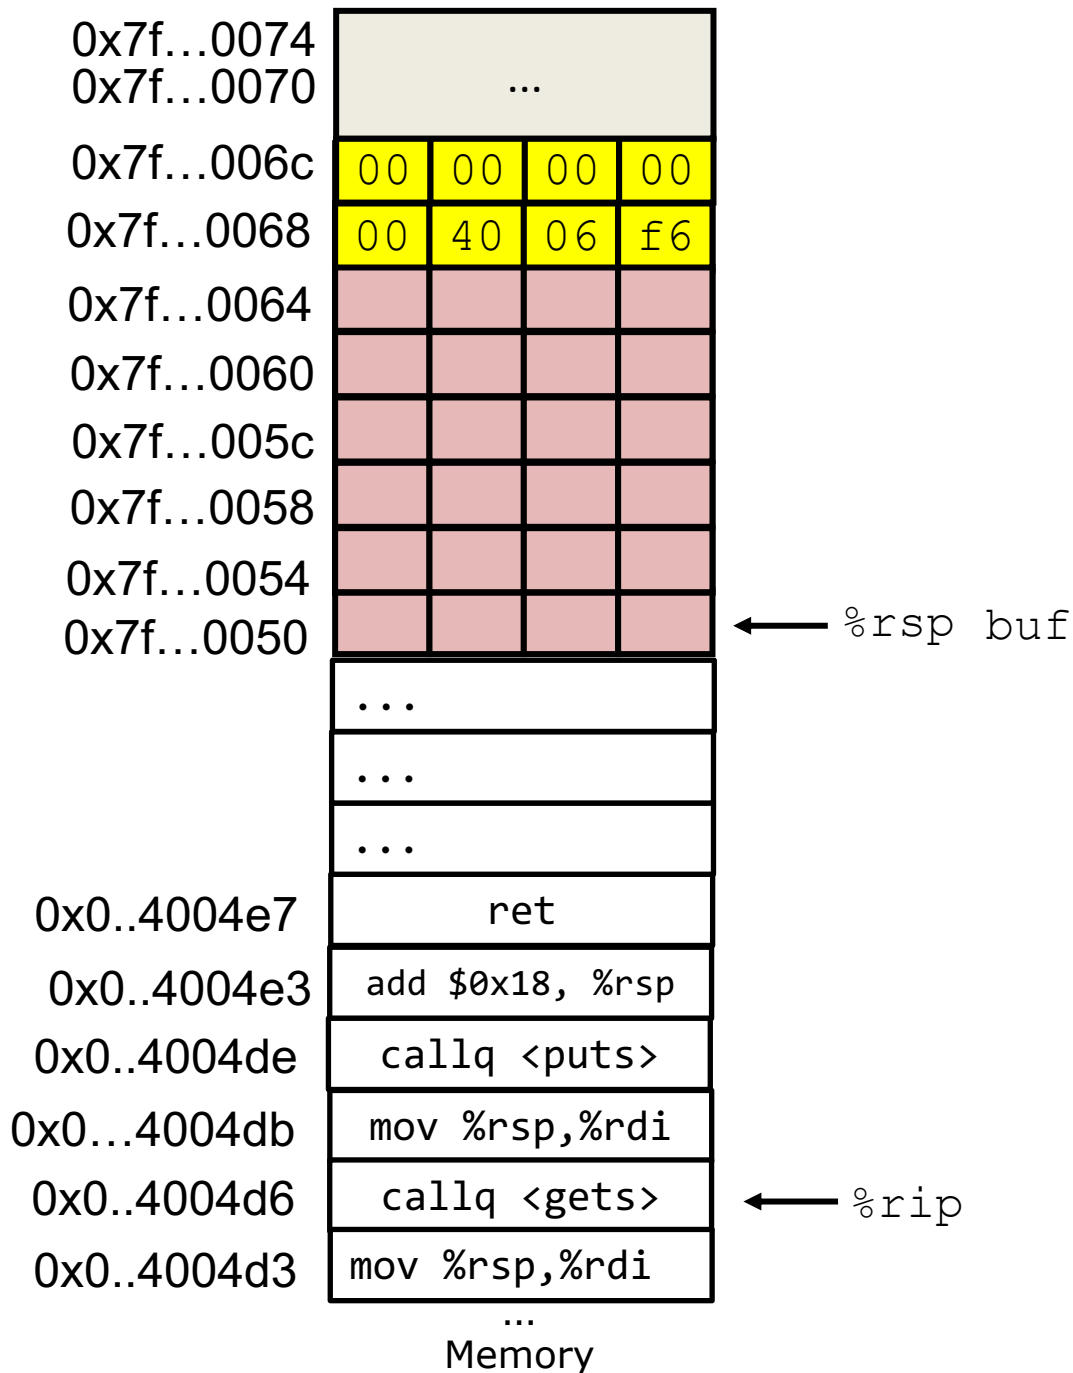 0x7f…0074
0x7f…0070 ...
0x7f…006c 00 00 00 00
0x7f…0068 00 40 06 f6
0x7f…0064
0x7f…0060
0x7f…005c
0x7f…0058
0x7f…0054
0x7f…0050 %rsp buf
...
...
...
0x0..4004e7 ret
0x0..4004e3 add $0x18, %rsp
0x0..4004de callq <puts>
0x0…4004db mov %rsp,%rdi
0x0..4004d6 callq <gets> %rip
0x0..4004d3 mov %rsp,%rdi
...
Memory